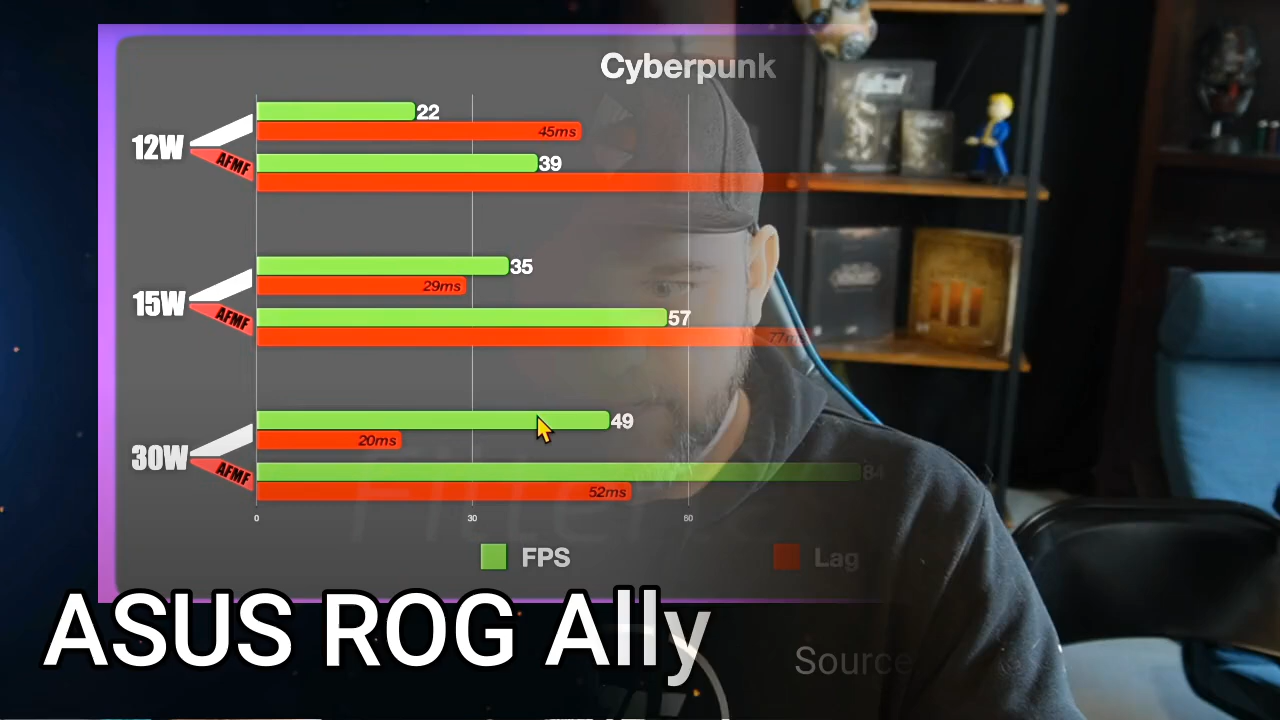 Cyberpunk
22
12W
45ms
AFMF
39
35
15W
29ms
AFMF
57
77ms
49
30W
20ms
AFMF
84
52ms
0 30 60
FPS Lag
ASUS ROG Ally
Source